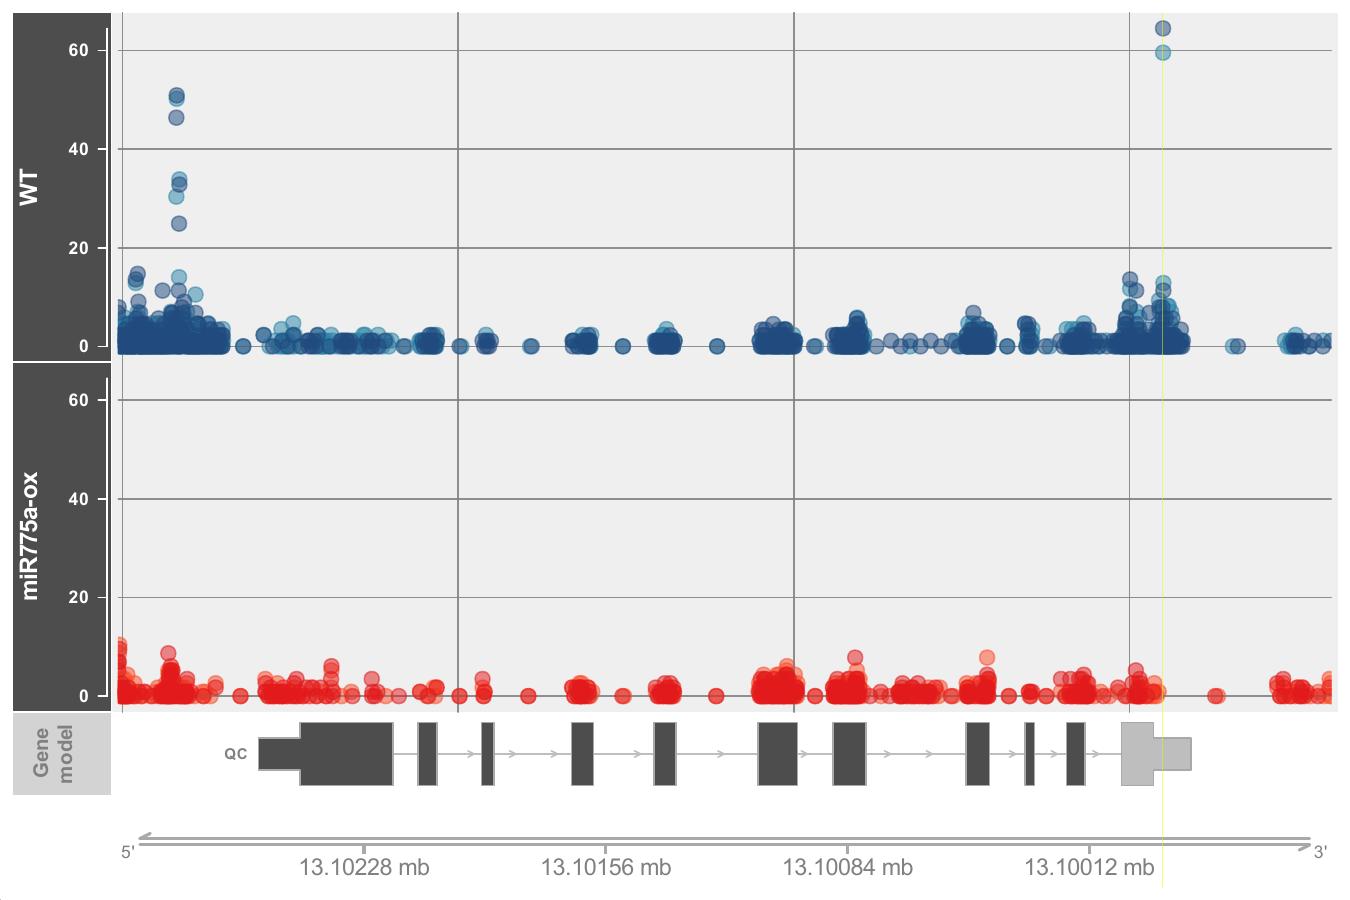 WT
60
40
20
0
miR775a-ox
60
40
20
0
Gene
model
QC
5'
3'
13.10228 mb
13.10156 mb
13.10084 mb
13.10012 mb